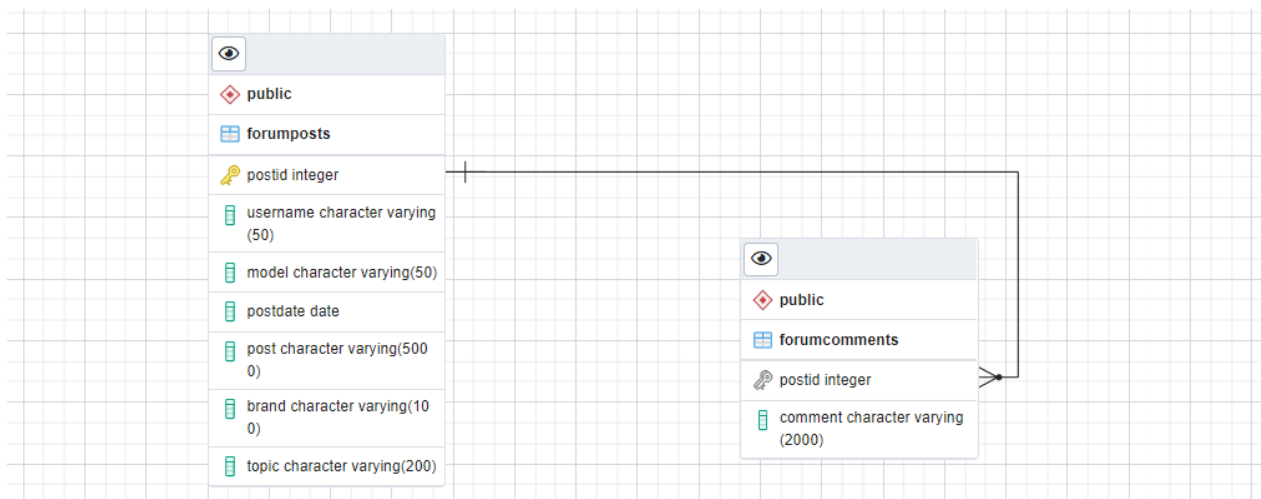 public
forumposts
postid integer
username character varying
(50)
model character varying(50)
postdate date
post character varying(500
0)
brand character varying(10
0)
topic character varying(200)
public
forumcomments
postid integer
comment character varying
(2000)